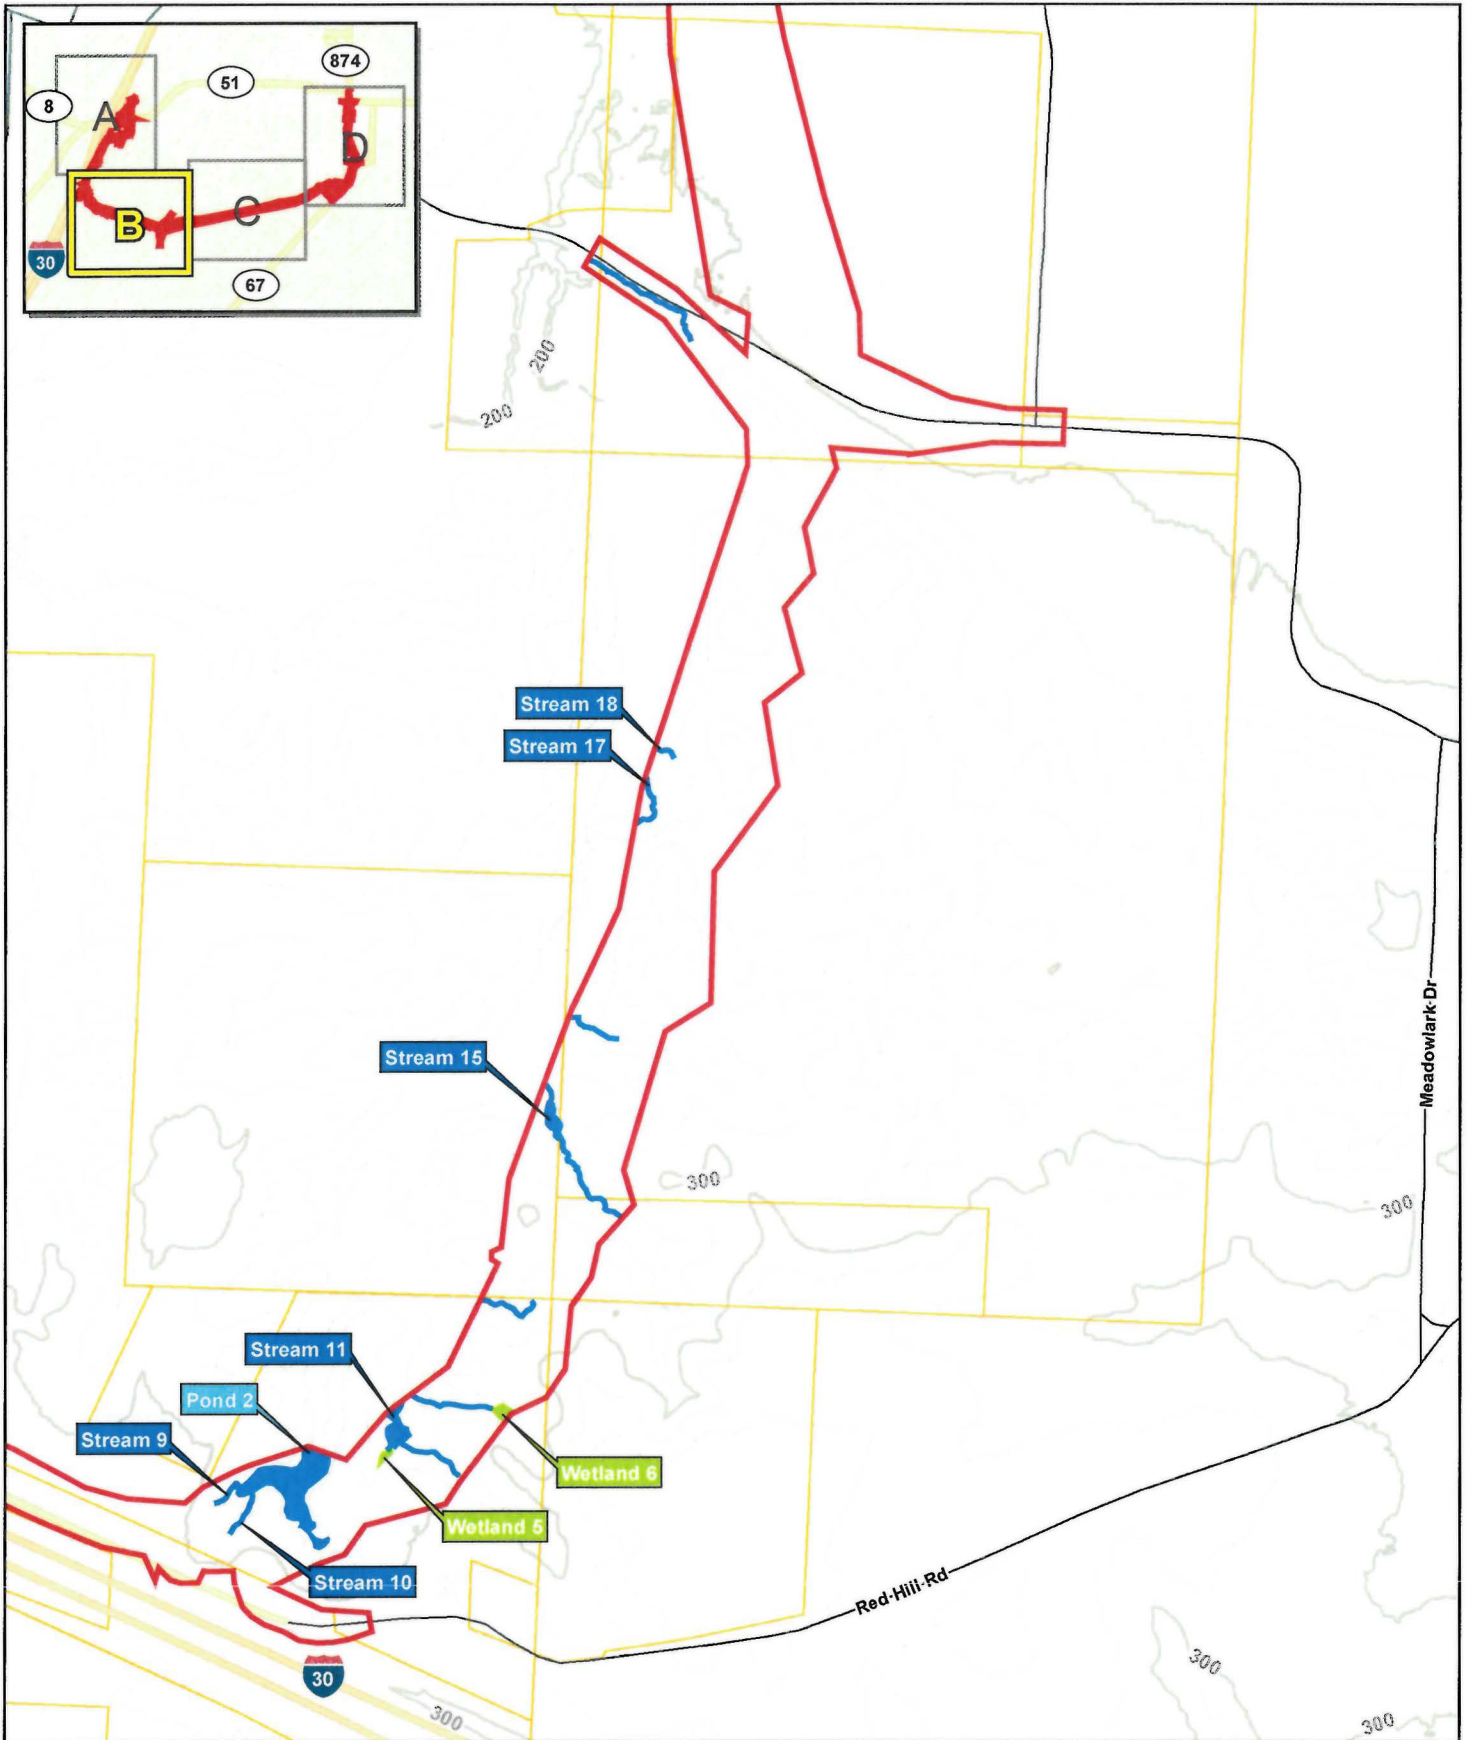 874
51
8
A
D
B
C
30
67
200
200
Stream 18
Stream 17
Stream 15
Meadowlark-Dr
300
300
Stream 11
Pond 2
Stream 9
Wetland 6
Wetland 5
Stream 10
Red-Hill-Rd
30
300
300
300